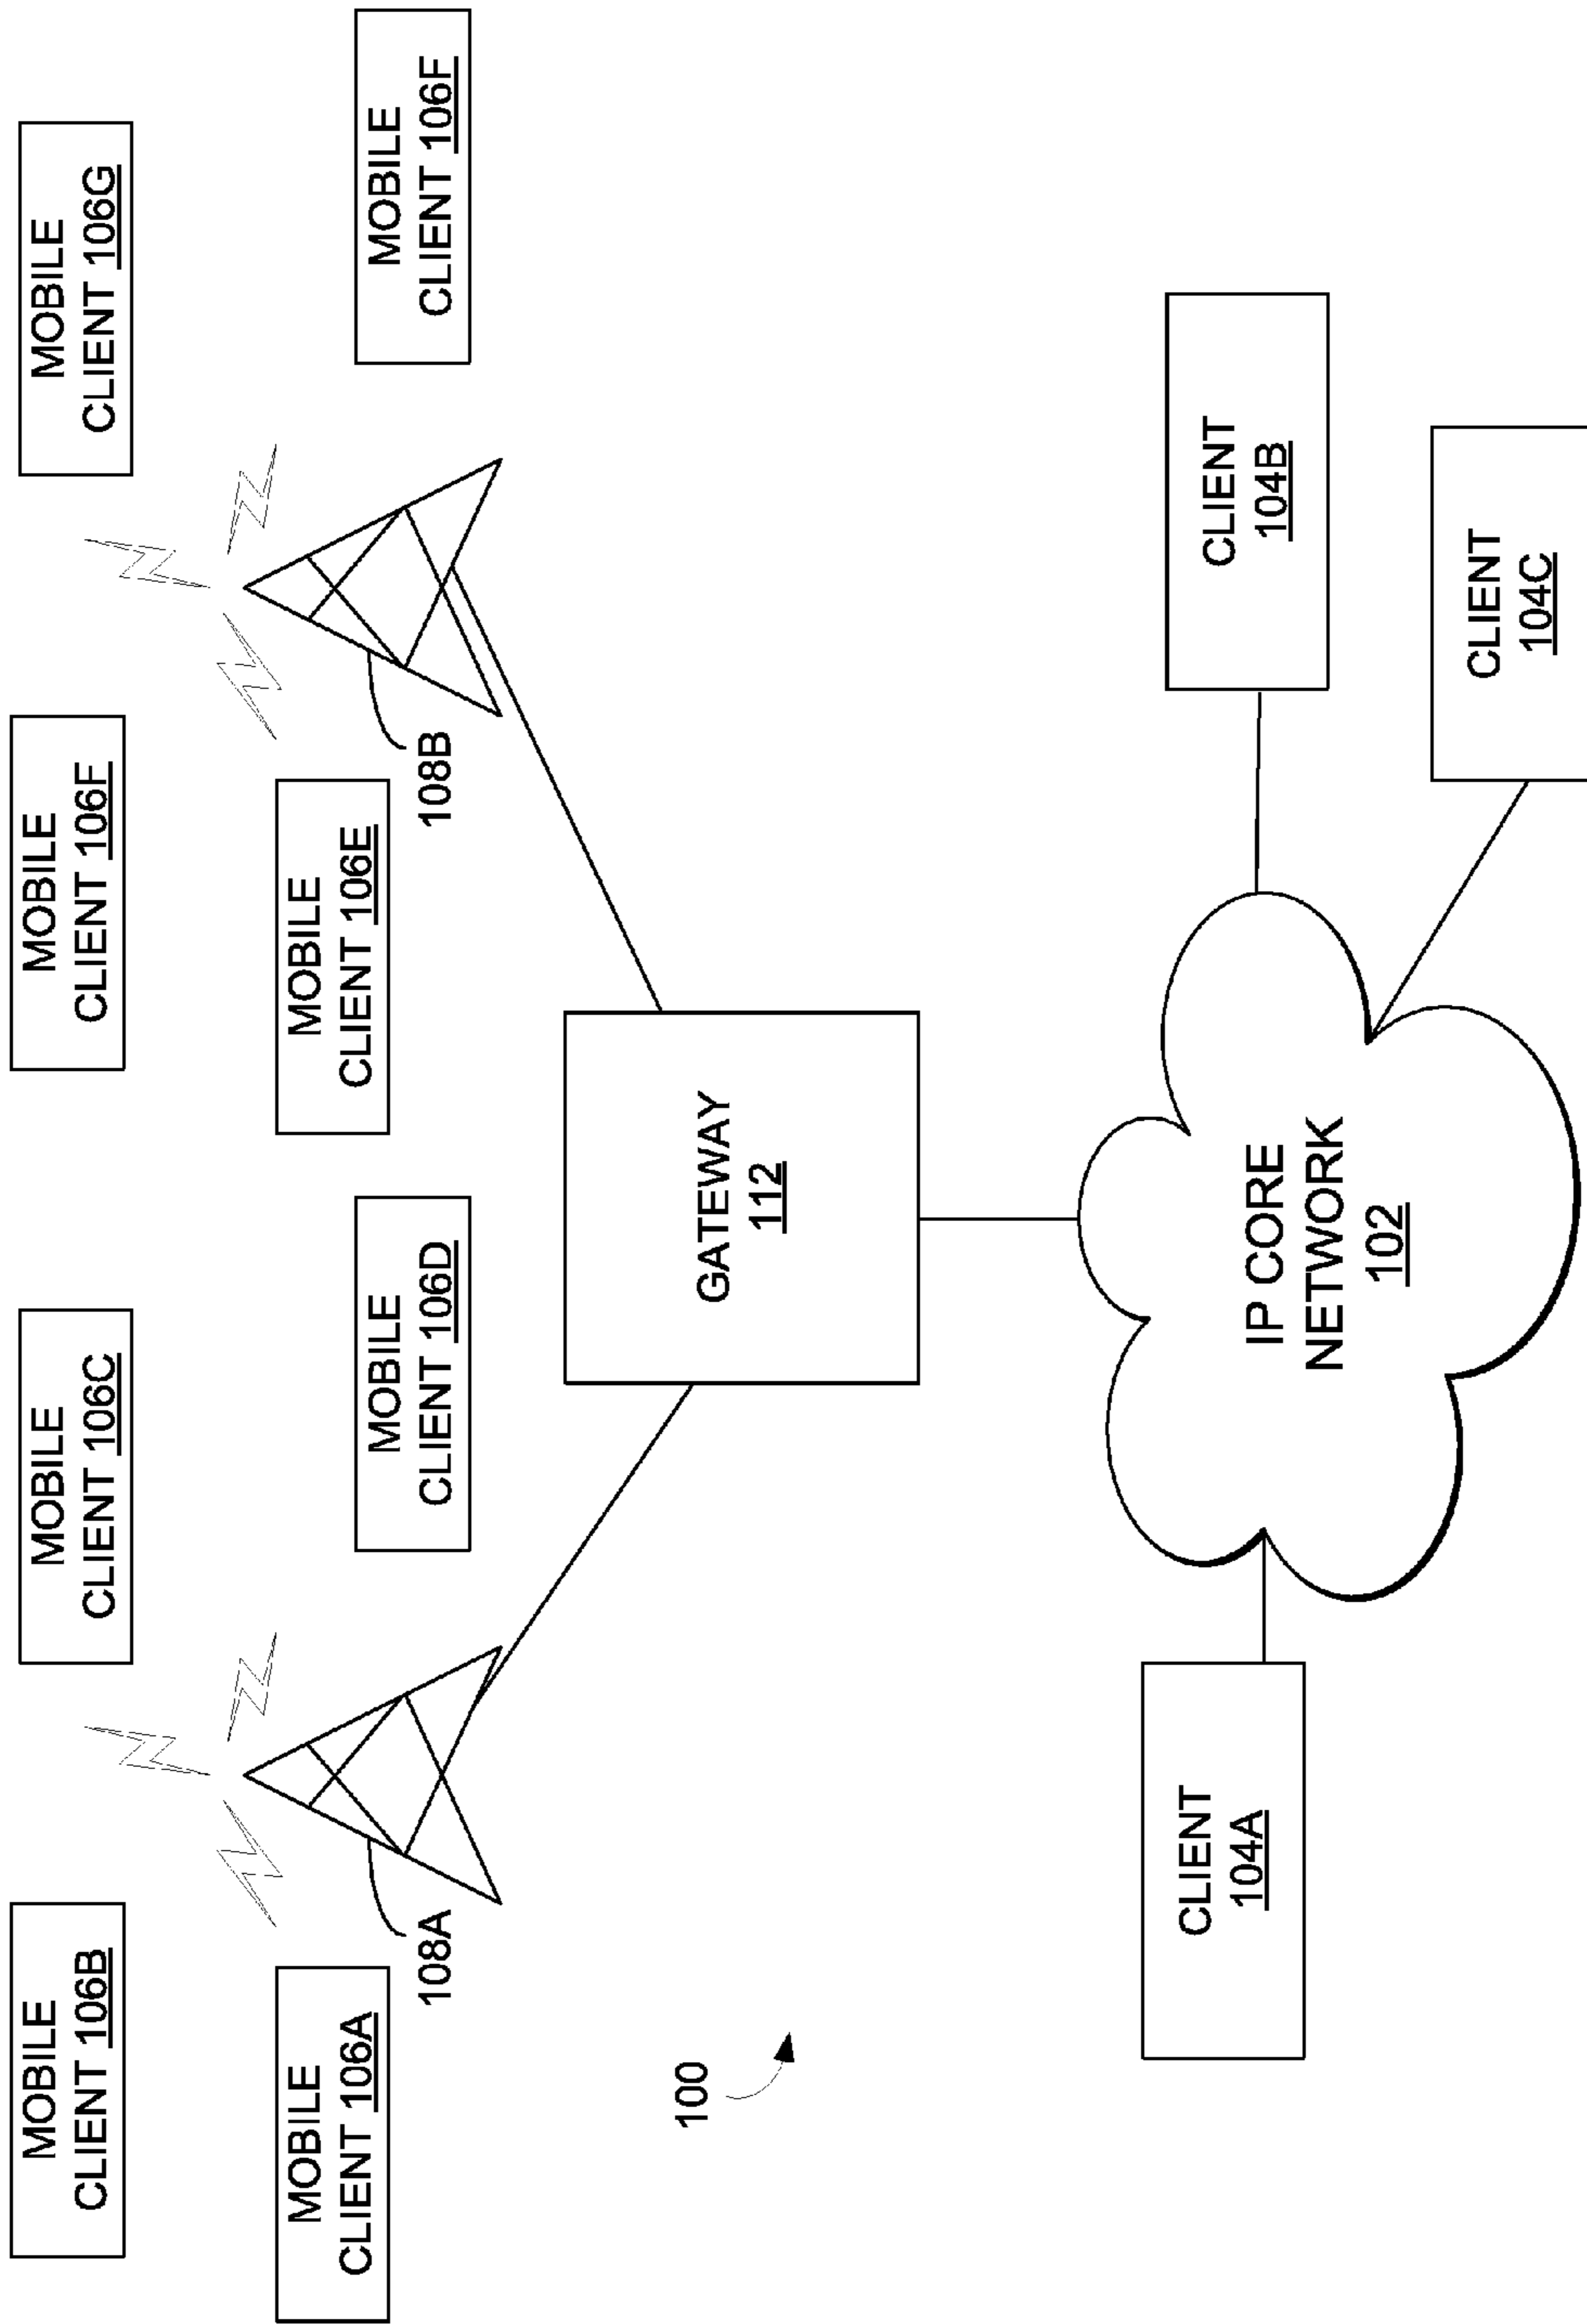 MOBILE
CLIENT 106B
MOBILE
CLIENT 106C
MOBILE
CLIENT 106F
MOBILE
CLIENT 106G
MOBILE
CLIENT 106A
MOBILE
CLIENT 106D
MOBILE
CLIENT 106E
MOBILE
CLIENT 106F
108A
108B
100
GATEWAY
112
CLIENT
104A
IP CORE
NETWORK
102
CLIENT
104B
CLIENT
104C